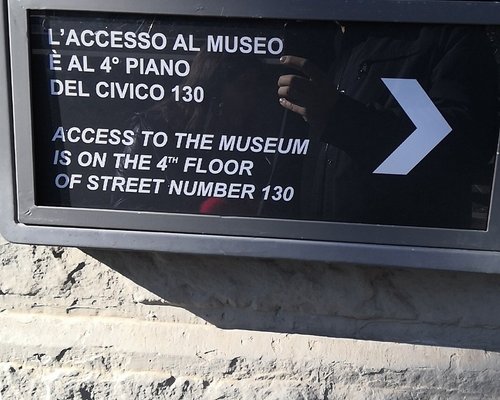 L'ACCESSO AL MUSEO
È AL 4° PIANO
DEL CIVICO 130
ACCESS TO THE MUSEUM
IS ON THE 4TH FLOOR
OF STREET NUMBER 130